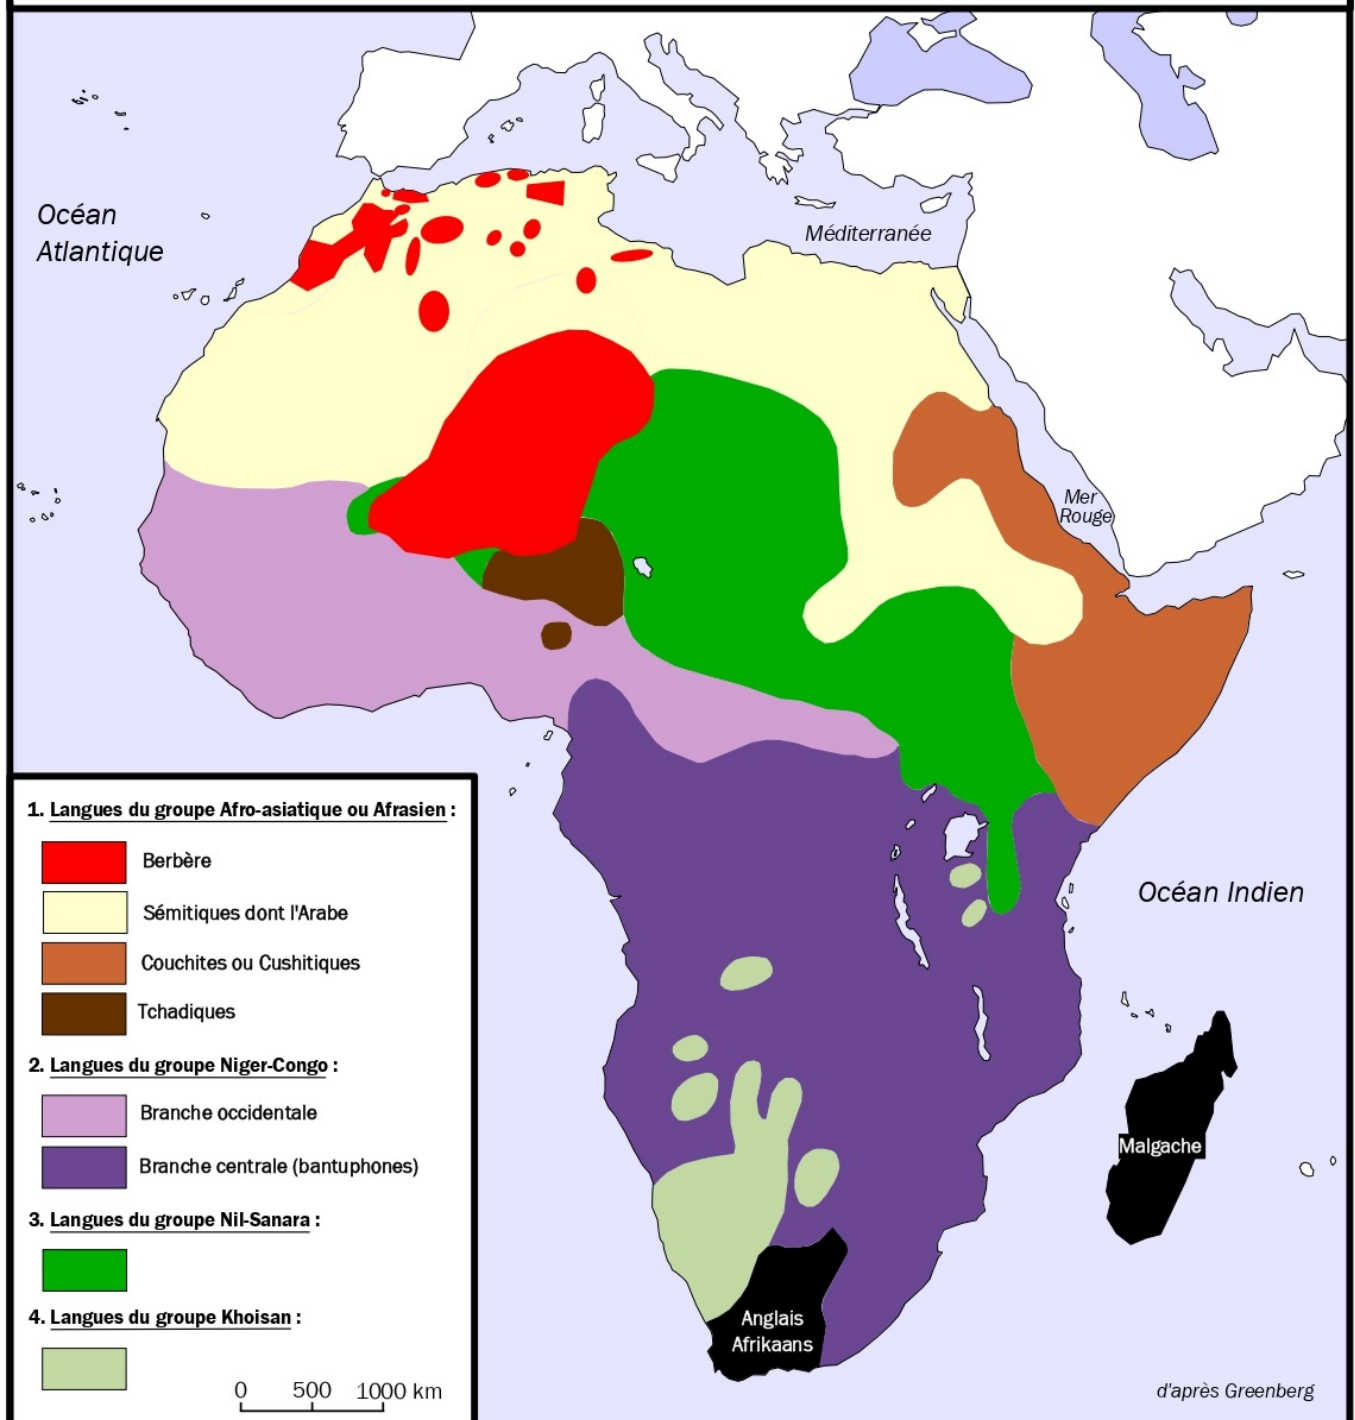 Océan
Atlantique
Méditerranée
Mer
Rouge
Océan Indien
Malgache
Anglais
Afrikaans
d'après Greenberg
1. Langues du groupe Afro-asiatique ou Afrasien :
Berbère
Sémitiques dont l'Arabe
Couchites ou Cushitiques
Tchadiques
2. Langues du groupe Niger-Congo :
Branche occidentale
Branche centrale (bantuphones)
3. Langues du groupe Nil-Sanara :
4. Langues du groupe Khoisan :
0 500 1000 km